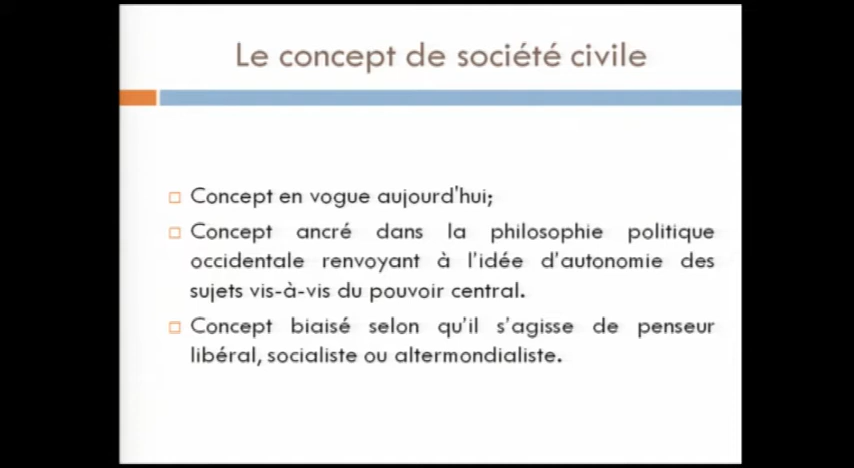 Le concept de société civile
Concept en vogue aujourd'hui;
Concept ancré dans la philosophie politique
occidentale renvoyant à l'idée d'autonomie des
sujets vis-à-vis du pouvoir central.
Concept biaisé selon qu'il s'agisse de penseur
libéral, socialiste ou altermondialiste.